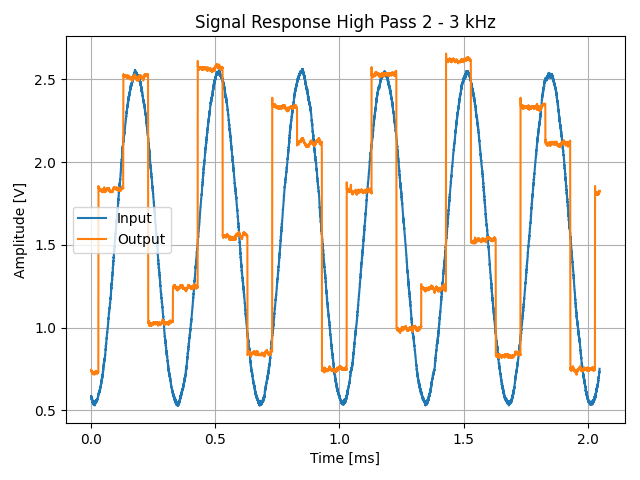 Signal Response High Pass 2 - 3 kHz
Amplitude [V]
2.5
2.0
1.5
1.0
0.5
Input
Output
0.0 0.5 1.0 1.5 2.0
Time [ms]